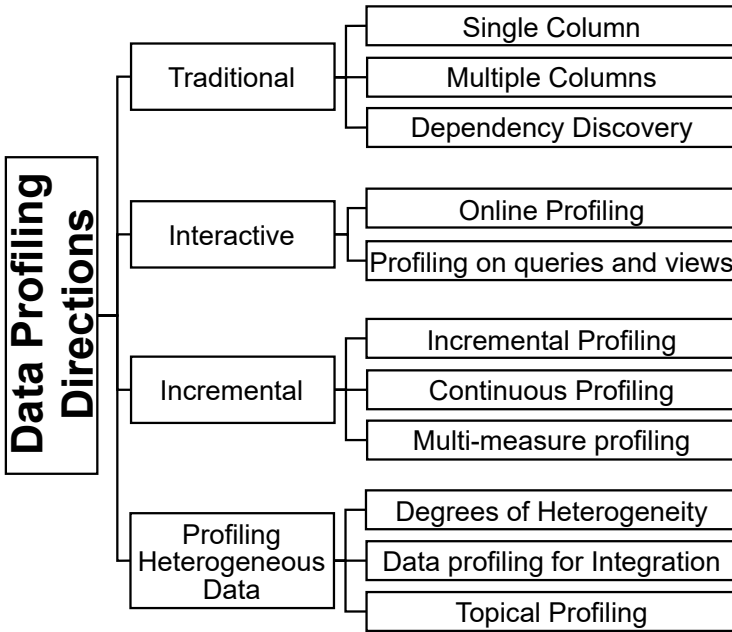 Data Profiling
Directions
Traditional
Single Column
Multiple Columns
Dependency Discovery
Interactive
Online Profiling
Profiling on queries and views
Incremental
Incremental Profiling
Continuous Profiling
Multi-measure profiling
Profiling
Heterogeneous
Data
Degrees of Heterogeneity
Data profiling for Integration
Topical Profiling